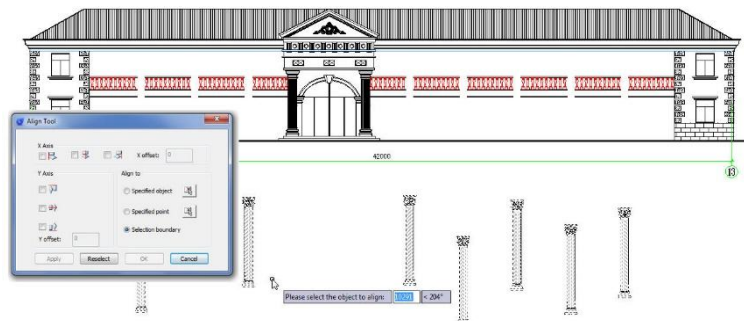 Align Tool
X Axis
X offset:
0
Y Axis
Align to
Specified object
Specified point
Y offset:
0
Selection boundary
Apply
Reselect
OK
Cancel
42000
13
Please select the object to align:
< 204°